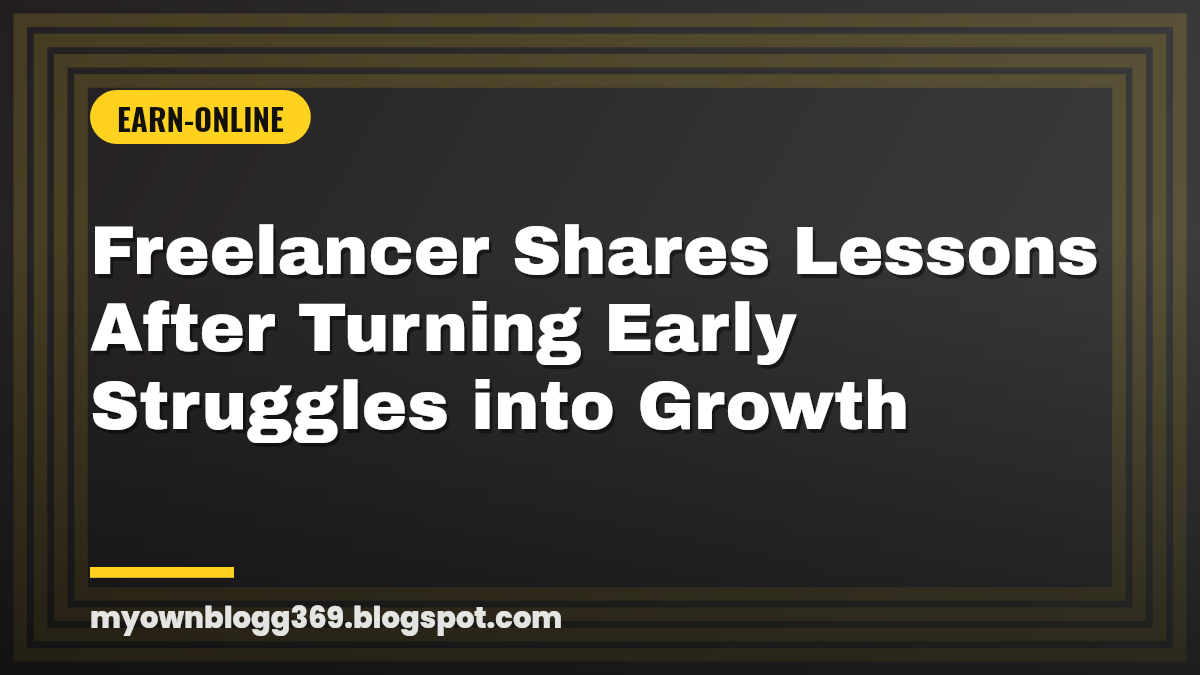 EARN-ONLINE
Freelancer Shares Lessons
After Turning Early
Struggles into Growth
myownblogg369.blogspot.com